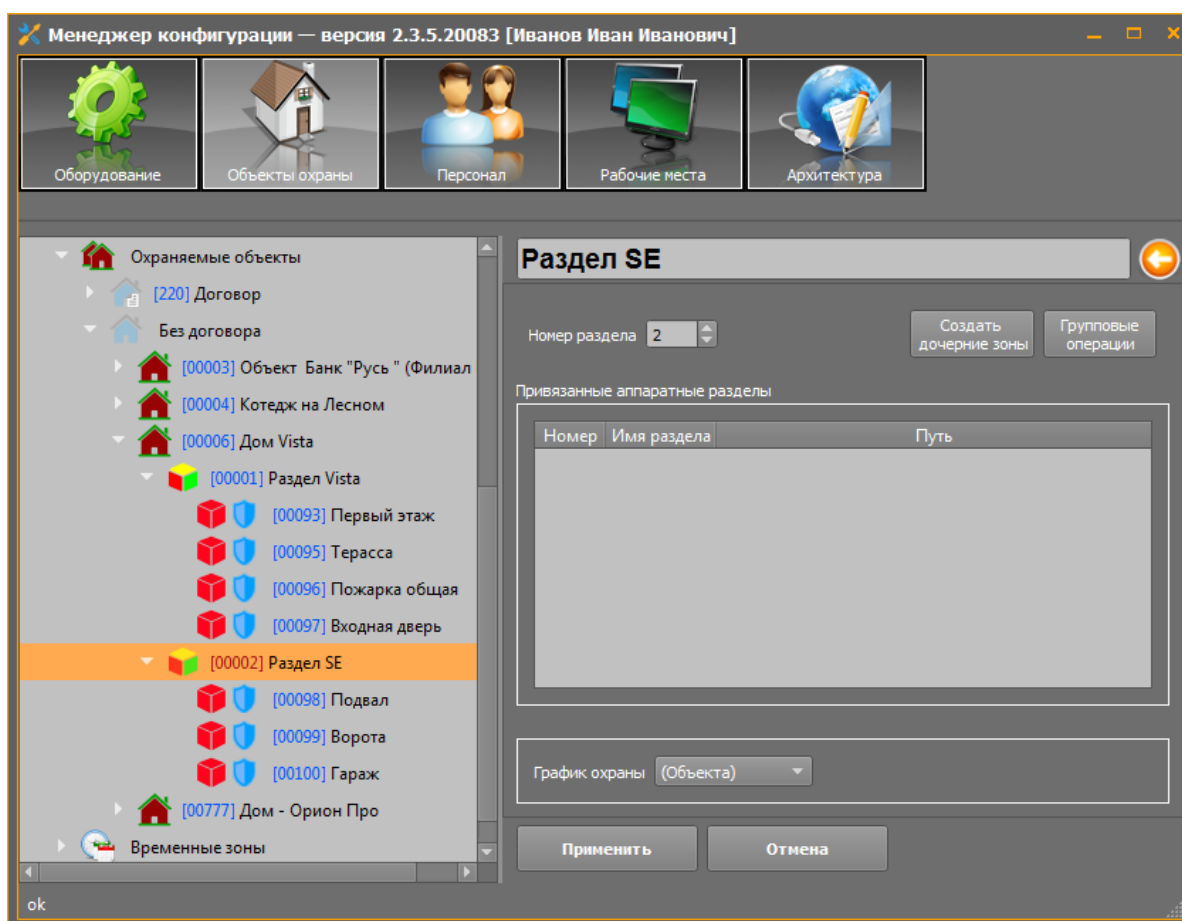 Менеджер конфигурации — версия 2.3.5.20083 [Иванов Иван Иванович]
Оборудование
Объекты охраны
Персонал
Рабочие места
Архитектура
Охраняемые объекты
[220] Договор
Без договора
[00003] Объект Банк "Русь " (Филиал
[00004] Котедж на Лесном
[00006] Дом Vista
[00001] Раздел Vista
[00093] Первый этаж
[00095] Терасса
[00096] Пожарка общая
[00097] Входная дверь
[00002] Раздел SE
[00098] Подвал
[00099] Ворота
[00100] Гараж
[00777] Дом - Орион Про
Временные зоны
Раздел SE
Номер раздела 2
Создать
дочерние зоны
Групповые
операции
Привязанные аппаратные разделы
Номер Имя раздела Путь
График охраны (Объекта)
Применить Отмена
ok